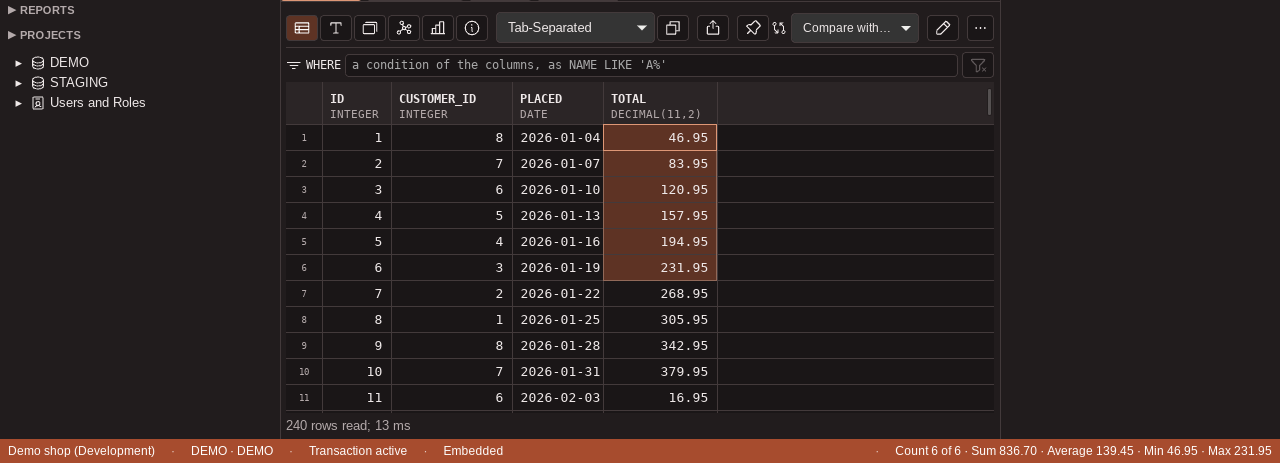 REPORTS
PROJECTS
DEMO
STAGING
Users and Roles
Tab-Separated
Compare with…
WHERE a condition of the columns, as NAME LIKE 'A%'
ID CUSTOMER_ID PLACED TOTAL
INTEGER INTEGER DATE DECIMAL(11,2)
1 1 8 2026-01-04 46.95
2 2 7 2026-01-07 83.95
3 3 6 2026-01-10 120.95
4 4 5 2026-01-13 157.95
5 5 4 2026-01-16 194.95
6 6 3 2026-01-19 231.95
7 7 2 2026-01-22 268.95
8 8 1 2026-01-25 305.95
9 9 8 2026-01-28 342.95
10 10 7 2026-01-31 379.95
11 11 6 2026-02-03 16.95
240 rows read; 13 ms
Demo shop (Development) · DEMO · DEMO · Transaction active · Embedded · Count 6 of 6 · Sum 836.70 · Average 139.45 · Min 46.95 · Max 231.95